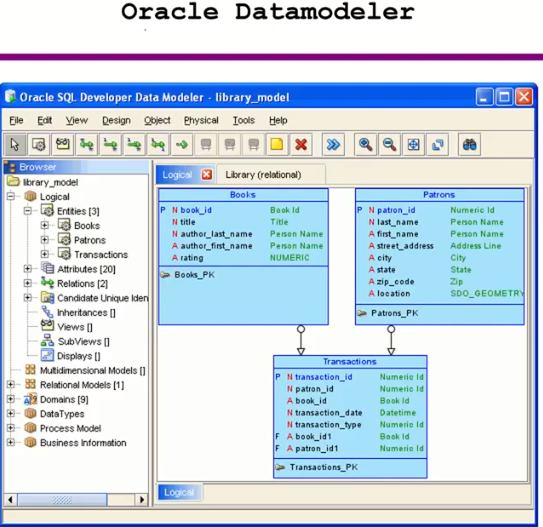 Oracle Datamodeler
Oracle SQL Developer Data Modeler - library_model
File Edit View Design Object Physical Tools Help
Browser
library_model
Logical
Entities [3]
Books
Patrons
Transactions
Attributes [20]
Relations [2]
Candidate Unique Iden
Inheritances []
Views []
SubViews []
Displays []
Multidimensional Models []
Relational Models [1]
Domains [9]
DataTypes
Process Model
Business Information
Logical Library (relational)
Books
P N book_id Book Id
N title Title
N author_last_name Person Name
N author_first_name Person Name
A rating NUMERIC
Books_PK
Patrons
P N patron_id Numeric Id
N last_name Person Name
A first_name Person Name
A street_address Address Line
A city City
A state State
A zip_code Zip
A location SDO_GEOMETRY
Patrons_PK
Transactions
P N transaction_id Numeric Id
N patron_id Numeric Id
A book_id Book Id
N transaction_date Datetime
N transaction_type Numeric Id
F A book_id1 Book Id
F A patron_id1 Numeric Id
Transactions_PK
Logical